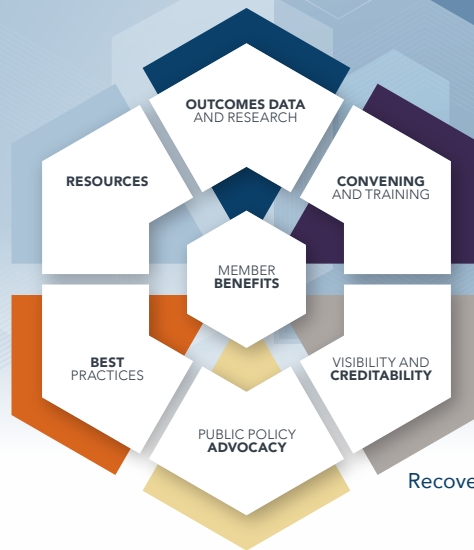 OUTCOMES DATA
AND RESEARCH
RESOURCES
CONVENING
AND TRAINING
MEMBER
BENEFITS
BEST
PRACTICES
VISIBILITY AND
CREDITABILITY
PUBLIC POLICY
ADVOCACY
Recove